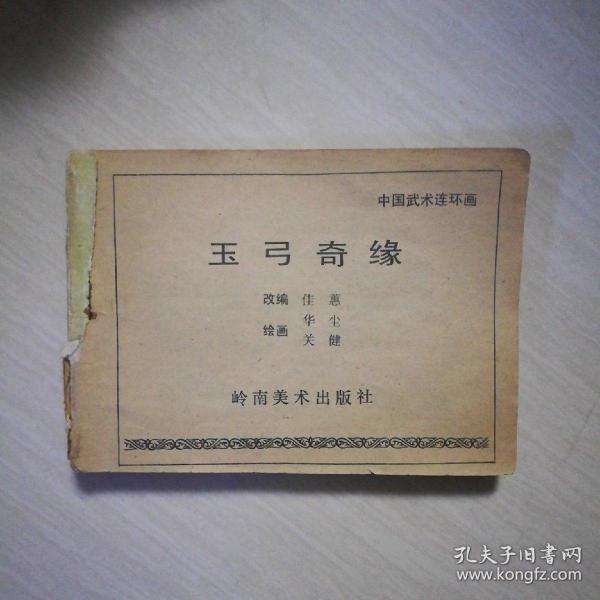 中国武术连环画
玉弓奇缘
改编 佳蕙
绘画 华尘
关健
岭南美术出版社
孔夫子旧书网
www.kongfz.com